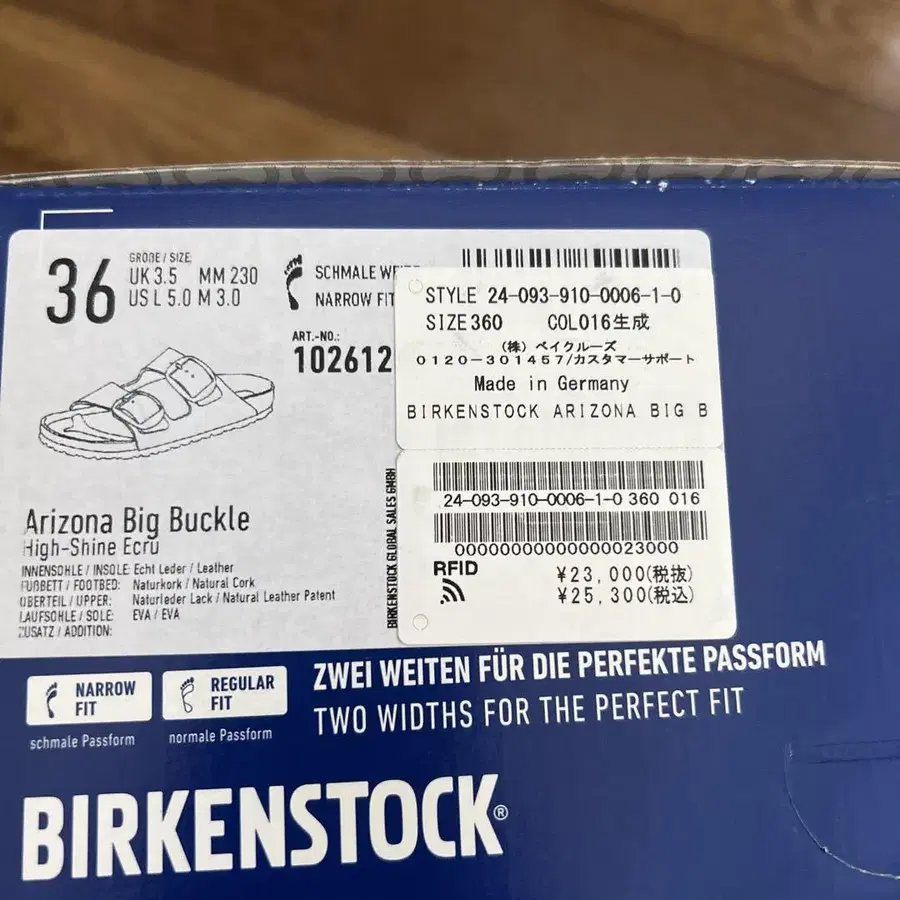 36
GRÖßE / SIZE
UK 3.5 MM 230
US L 5.0 M 3.0
SCHMALE
NARROW FIT
ART.-NO.:
102612
STYLE 24-093-910-0006-1-0
SIZE360 COL016生成
(株)ベイクルーズ
0120-301457/カスタマーサポート
Made in Germany
BIRKENSTOCK ARIZONA BIG B
24-093-910-0006-1-0 360 016
00000000000000023000
RFID
¥23,000(税抜)
¥25,300(税込)
BIRKENSTOCK GLOBAL SALES GMBH
Arizona Big Buckle
High-Shine Ecru
INNENSOHLE / INSOLE: Echt Leder / Leather
FUßBETT / FOOTBED: Naturkork / Natural Cork
OBERTEIL / UPPER: Naturleder Lack / Natural Leather Patent
LAUFSOHLE / SOLE: EVA / EVA
ZUSATZ / ADDITION:
NARROW
FIT
schmale Passform
REGULAR
FIT
normale Passform
ZWEI WEITEN FÜR DIE PERFEKTE PASSFORM
TWO WIDTHS FOR THE PERFECT FIT
BIRKENSTOCK®